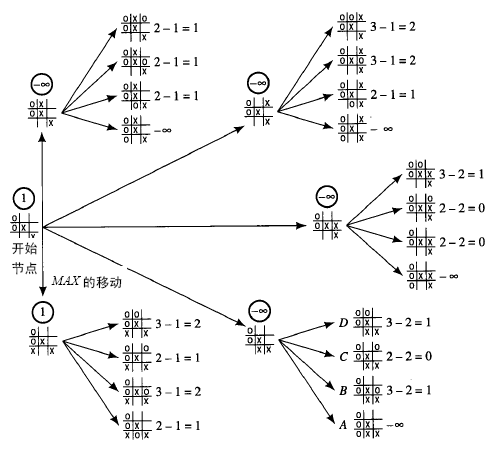 2 – 1 = 1
2 – 1 = 1
2 – 1 = 1
–∞
–∞
3 – 1 = 2
3 – 1 = 2
2 – 1 = 1
– ∞
–∞
1
开始
节点
MAX 的移动
–∞
3 – 2 = 1
2 – 2 = 0
2 – 2 = 0
–∞
1
3 – 1 = 2
2 – 1 = 1
3 – 1 = 2
2 – 1 = 1
–∞
D 3 – 2 = 1
C 2 – 2 = 0
B 3 – 2 = 1
A –∞